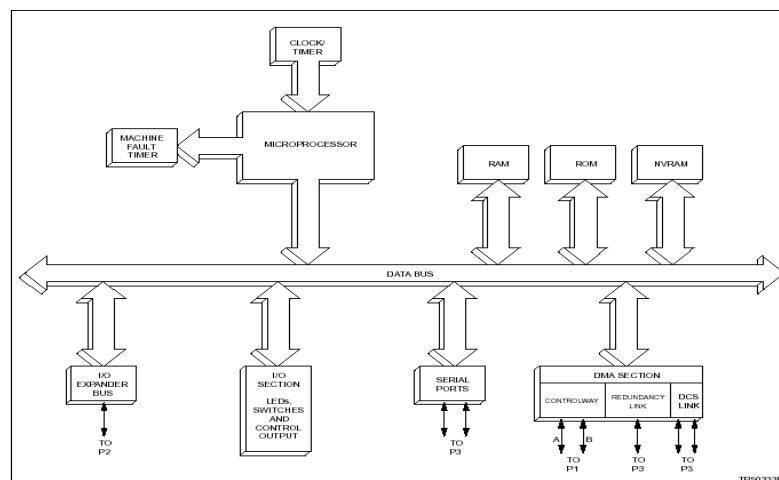 CLOCK/
TIMER
MACHINE
FAULT
TIMER
MICROPROCESSOR
RAM
ROM
NVRAM
DATA BUS
I/O
EXPANDER
BUS
I/O
SECTION
LEDs,
SWITCHES
AND
CONTROL
OUTPUT
SERIAL
PORTS
DMA SECTION
CONTROLWAY
REDUNDANCY
LINK
DCS
LINK
TO
P2
TO
P3
A
B
TO
P1
TO
P3
TO
P3